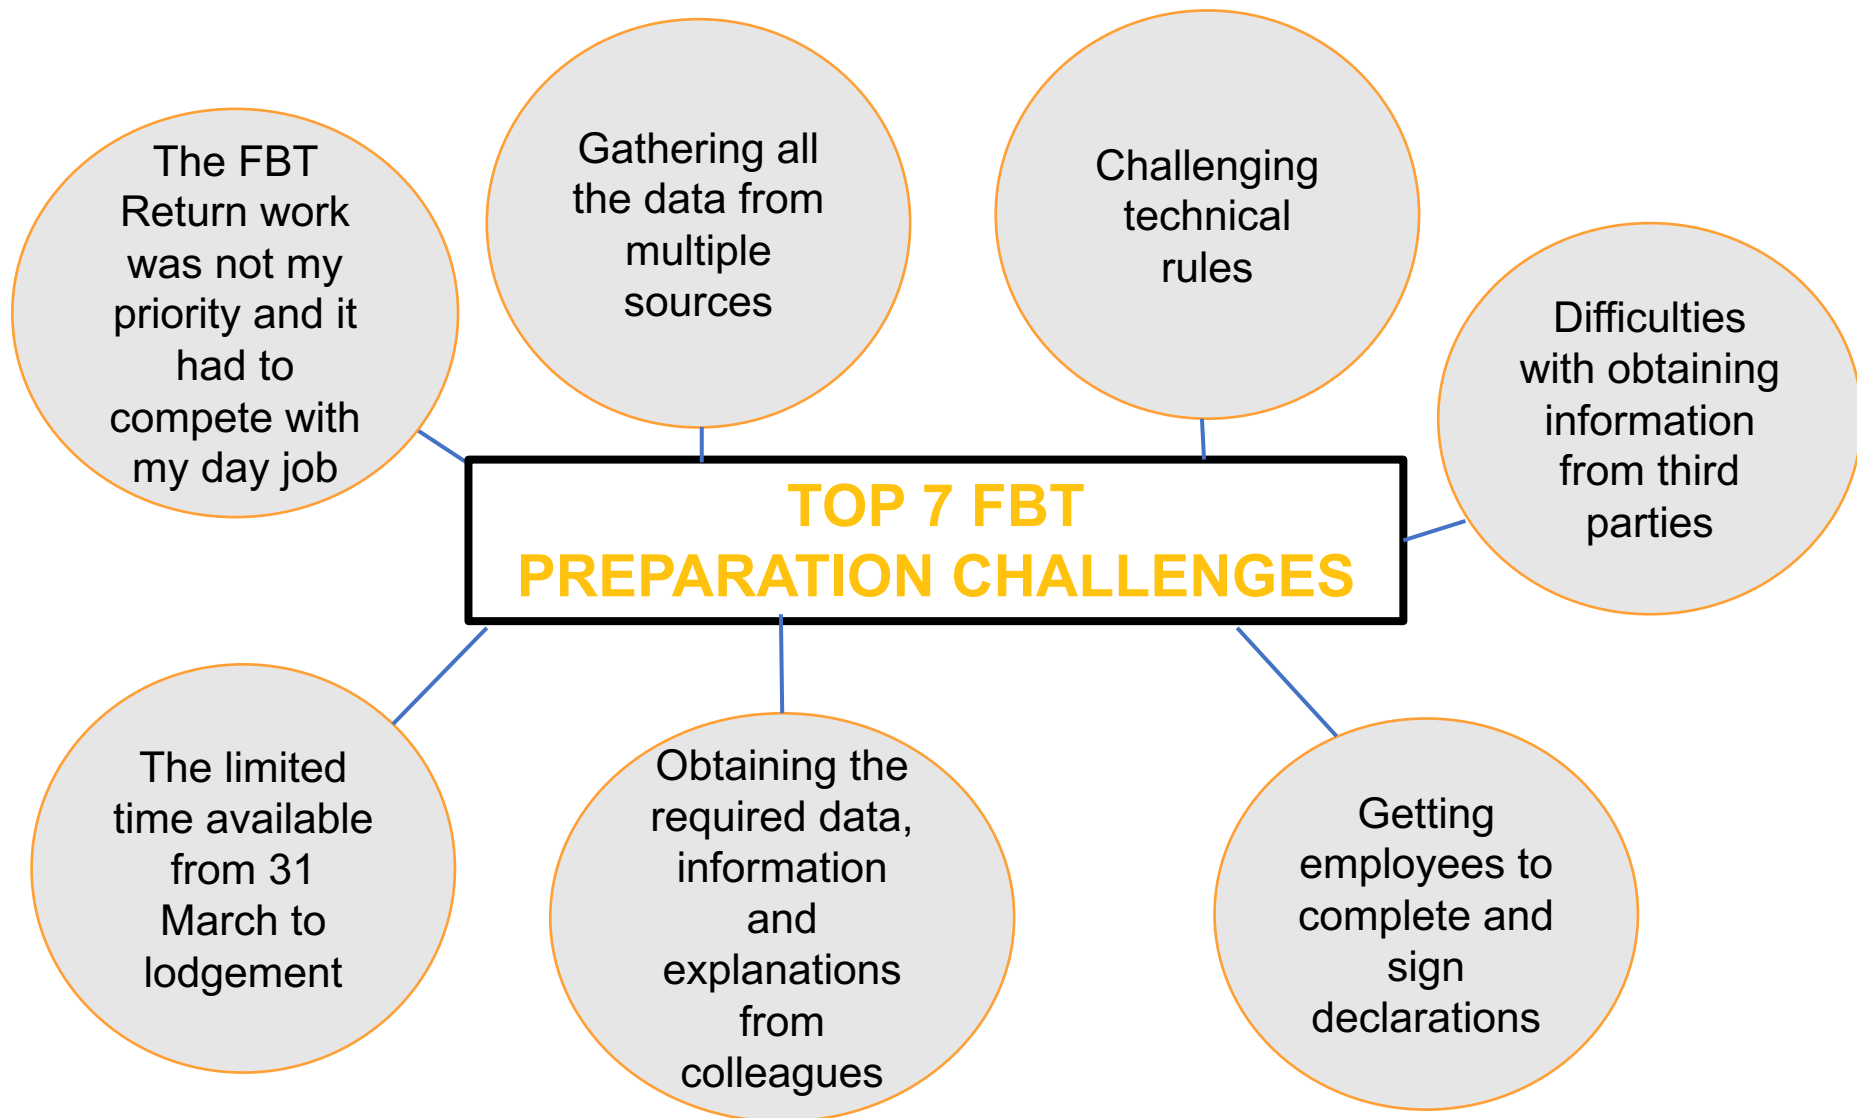 The FBT
Return work
was not my
priority and it
had to
compete with
my day job
Gathering all
the data from
multiple
sources
Challenging
technical
rules
Difficulties
with obtaining
information
from third
parties
TOP 7 FBT
PREPARATION CHALLENGES
The limited
time available
from 31
March to
lodgement
Obtaining the
required data,
information
and
explanations
from
colleagues
Getting
employees to
complete and
sign
declarations